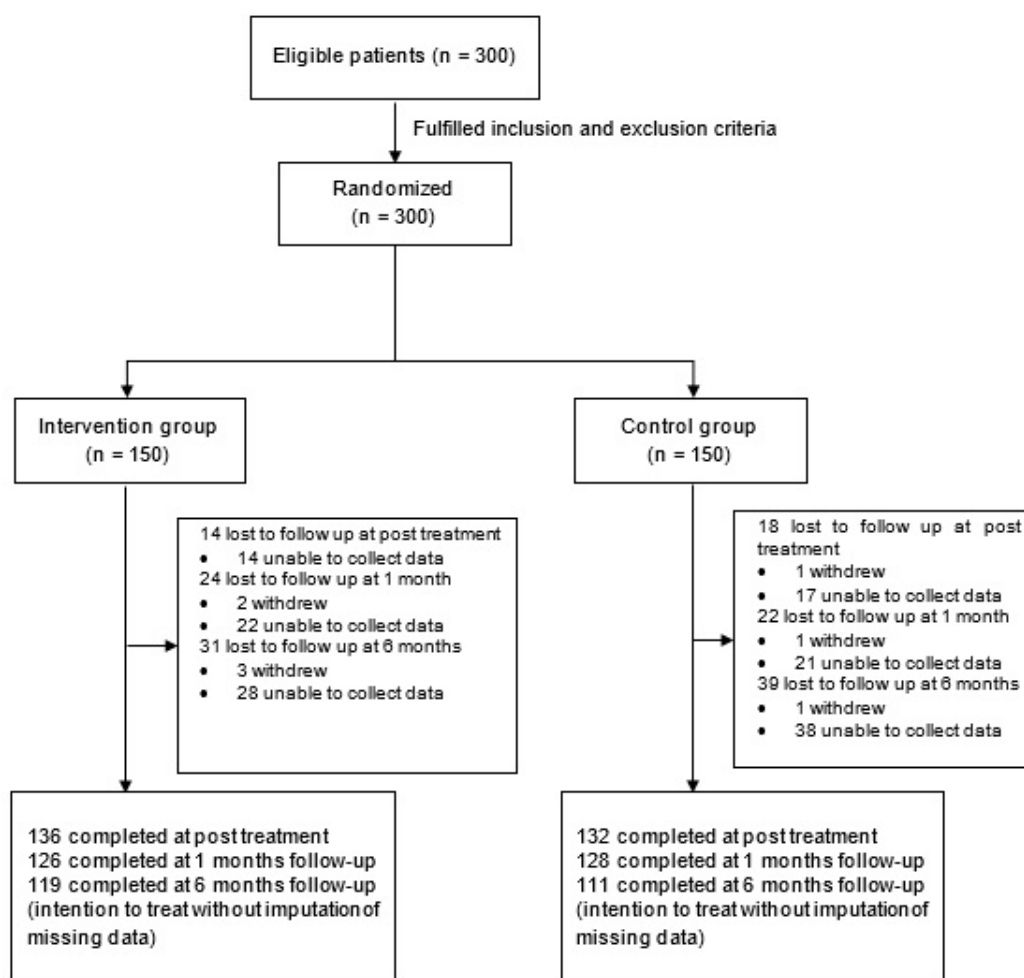 Eligible patients (n = 300)
Fulfilled inclusion and exclusion criteria
Randomized
(n = 300)
Intervention group
(n = 150)
Control group
(n = 150)
14 lost to follow up at post treatment
• 14 unable to collect data
24 lost to follow up at 1 month
• 2 withdrew
• 22 unable to collect data
31 lost to follow up at 6 months
• 3 withdrew
• 28 unable to collect data
18 lost to follow up at post
treatment
• 1 withdrew
• 17 unable to collect data
22 lost to follow up at 1 month
• 1 withdrew
• 21 unable to collect data
39 lost to follow up at 6 months
• 1 withdrew
• 38 unable to collect data
136 completed at post treatment
126 completed at 1 months follow-up
119 completed at 6 months follow-up
(intention to treat without imputation of
missing data)
132 completed at post treatment
128 completed at 1 months follow-up
111 completed at 6 months follow-up
(intention to treat without imputation of
missing data)